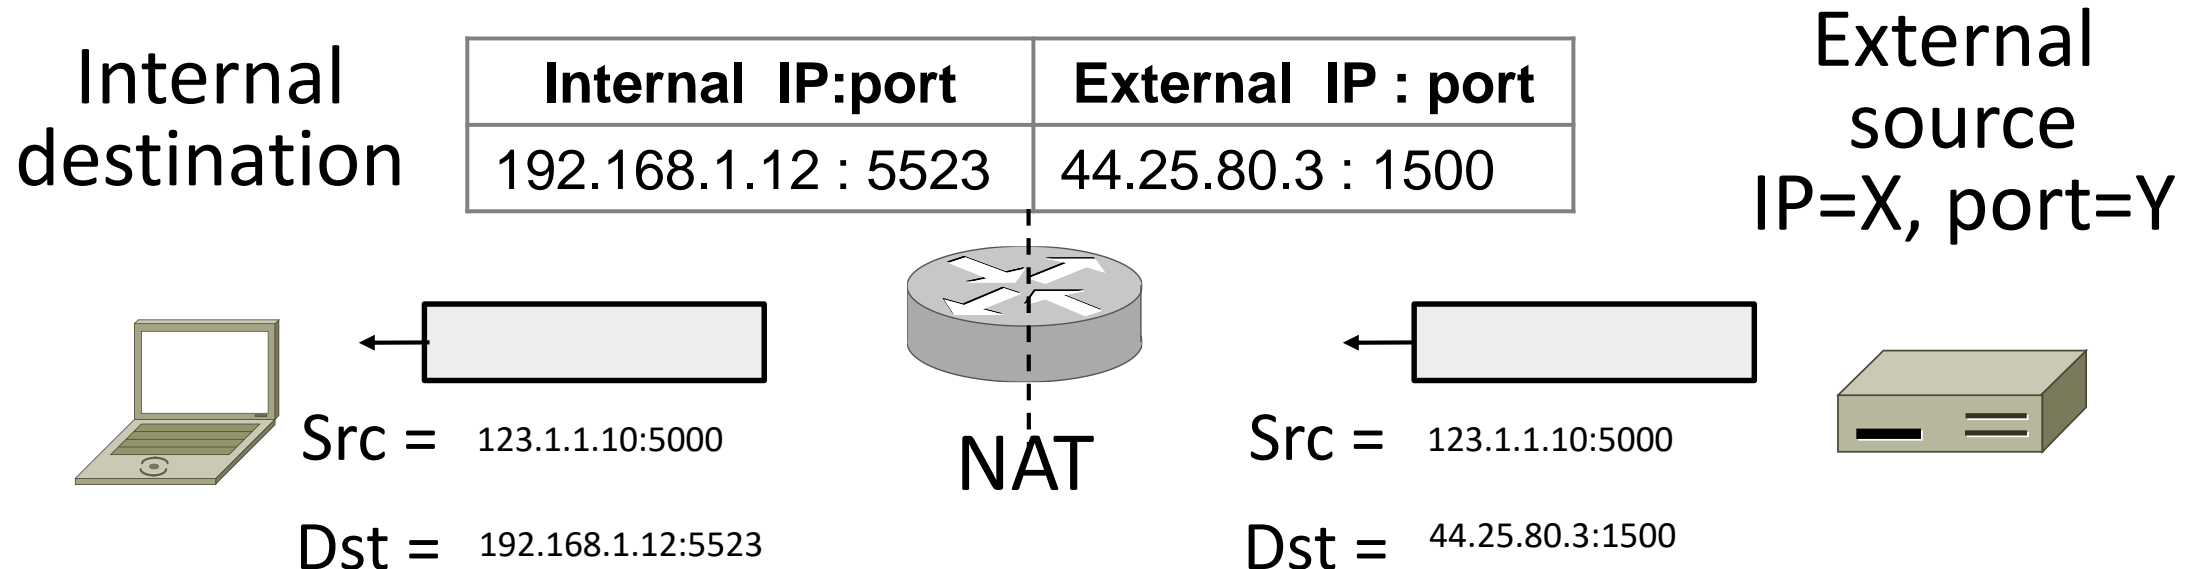 Internal
destination
Internal IP:port External IP : port
192.168.1.12 : 5523 44.25.80.3 : 1500
External
source
IP=X, port=Y
Src = 123.1.1.10:5000
Dst = 192.168.1.12:5523
NAT
Src = 123.1.1.10:5000
Dst = 44.25.80.3:1500